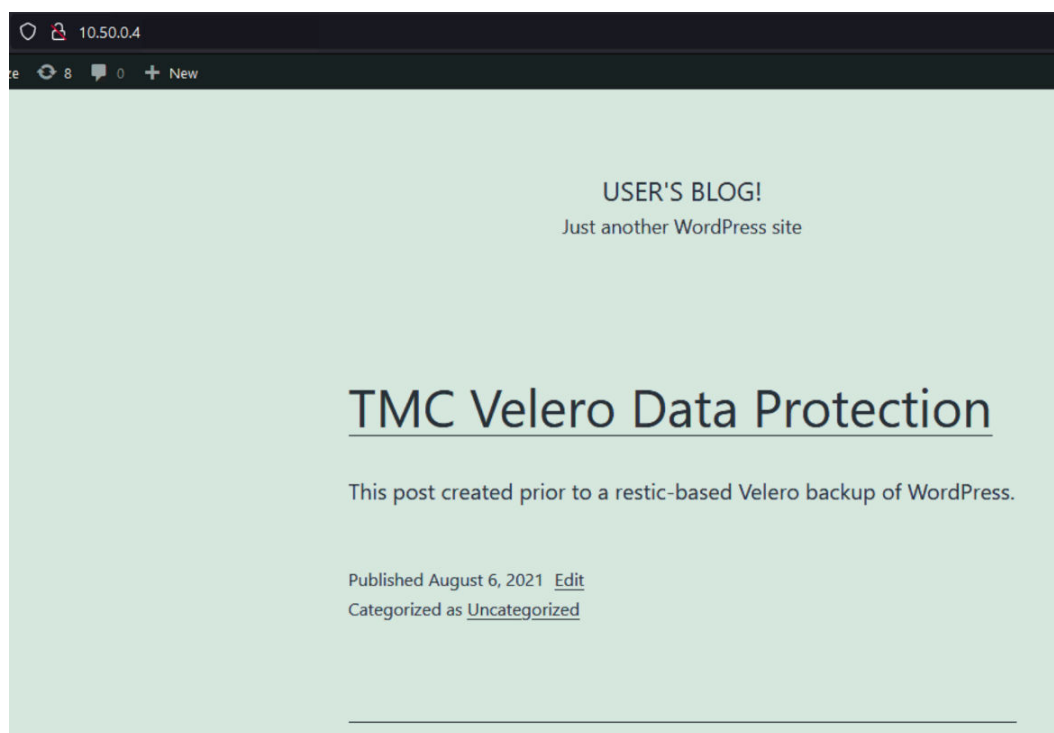 10.50.0.4
ze 8 0 + New
USER'S BLOG!
Just another WordPress site
TMC Velero Data Protection
This post created prior to a restic-based Velero backup of WordPress.
Published August 6, 2021 Edit
Categorized as Uncategorized